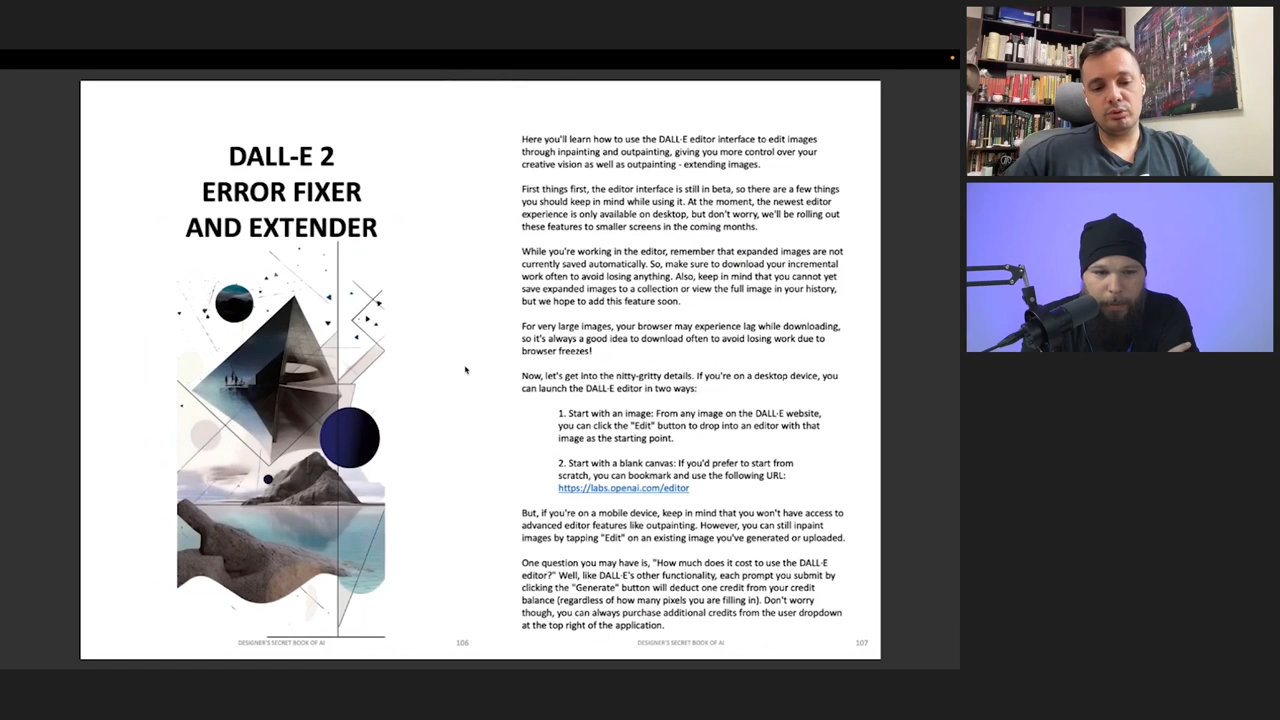 DALL-E 2
ERROR FIXER
AND EXTENDER
DESIGNER'S SECRET BOOK OF AI
106
Here you'll learn how to use the DALL·E editor interface to edit images
through inpainting and outpainting, giving you more control over your
creative vision as well as outpainting - extending images.
First things first, the editor interface is still in beta, so there are a few things
you should keep in mind while using it. At the moment, the newest editor
experience is only available on desktop, but don't worry, we'll be rolling out
these features to smaller screens in the coming months.
While you're working in the editor, remember that expanded images are not
currently saved automatically. So, make sure to download your incremental
work often to avoid losing anything. Also, keep in mind that you cannot yet
save expanded images to a collection or view the full image in your history,
but we hope to add this feature soon.
For very large images, your browser may experience lag while downloading,
so it's always a good idea to download often to avoid losing work due to
browser freezes!
Now, let's get into the nitty-gritty details. If you're on a desktop device, you
can launch the DALL·E editor in two ways:
1. Start with an image: From any image on the DALL·E website,
you can click the "Edit" button to drop into an editor with that
image as the starting point.
2. Start with a blank canvas: If you'd prefer to start from
scratch, you can bookmark and use the following URL:
https://labs.openai.com/editor
But, if you're on a mobile device, keep in mind that you won't have access to
advanced editor features like outpainting. However, you can still inpaint
images by tapping "Edit" on an existing image you've generated or uploaded.
One question you may have is, "How much does it cost to use the DALL·E
editor?" Well, like DALL·E's other functionality, each prompt you submit by
clicking the "Generate" button will deduct one credit from your credit
balance (regardless of how many pixels you are filling in). Don't worry
though, you can always purchase additional credits from the user dropdown
at the top right of the application.
DESIGNER'S SECRET BOOK OF AI
107